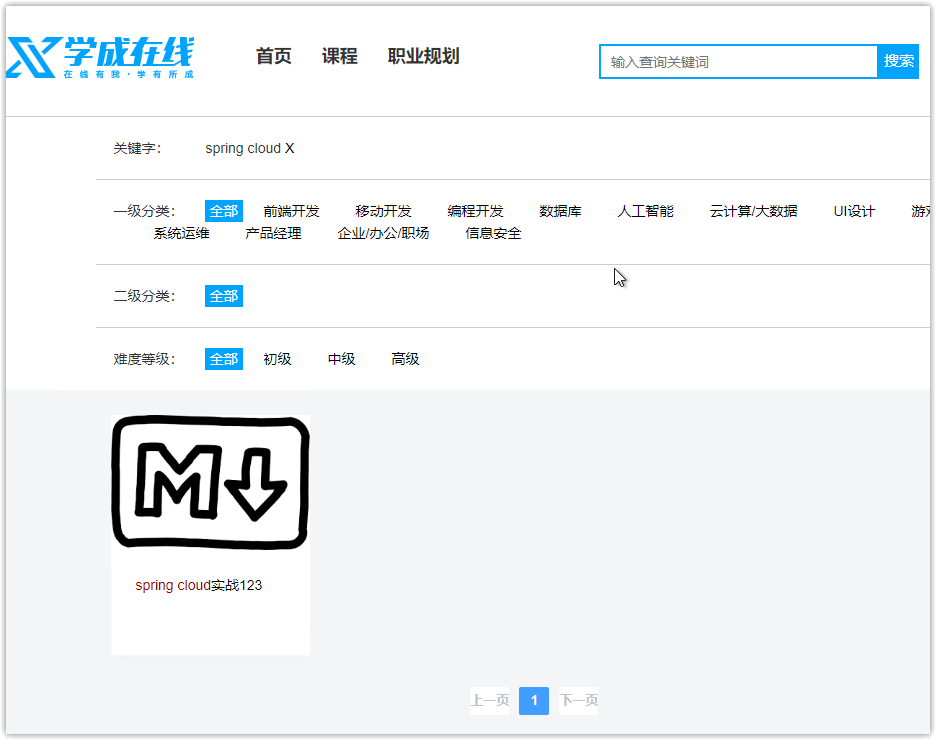 学成在线
在线有我·学有所成
首页 课程 职业规划
输入查询关键词 搜索
关键字: spring cloud X
一级分类: 全部 前端开发 移动开发 编程开发 数据库 人工智能 云计算/大数据 UI设计 游
系统运维 产品经理 企业/办公/职场 信息安全
二级分类: 全部
难度等级: 全部 初级 中级 高级
M
spring cloud实战123
上一页 1 下一页